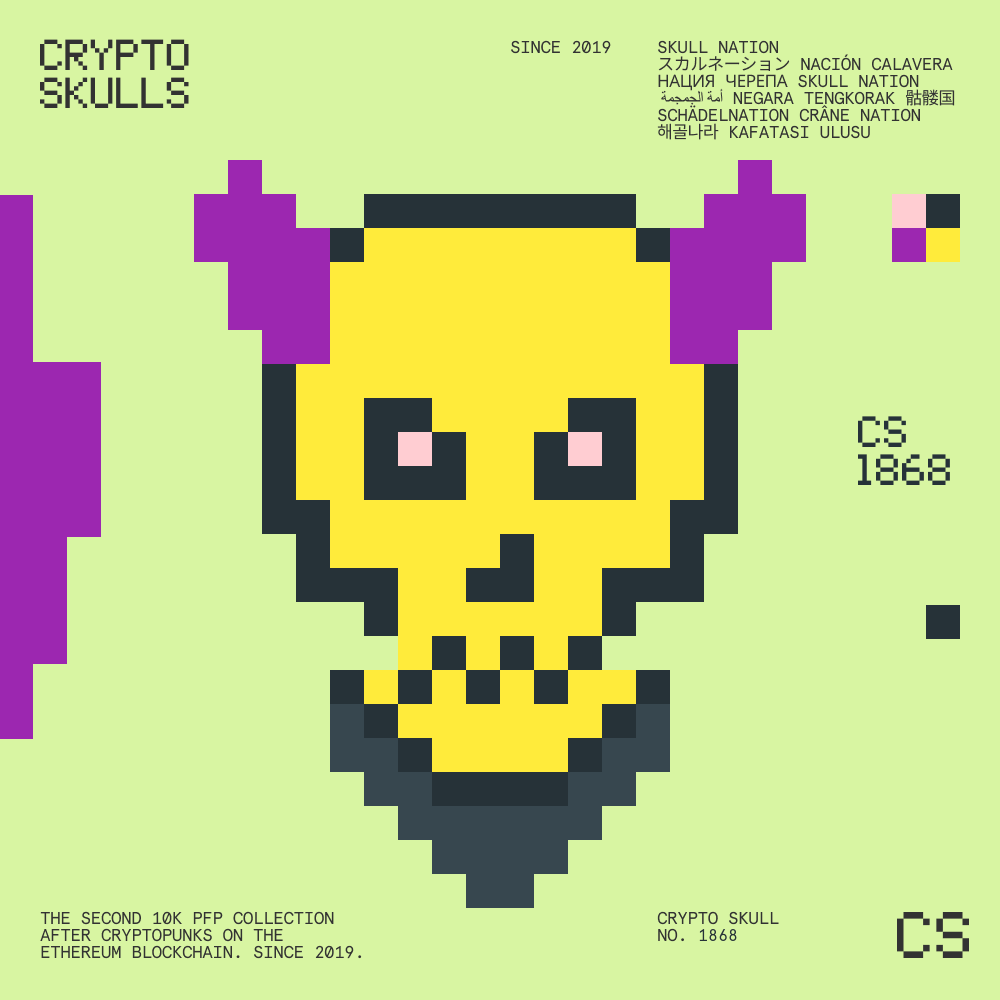 CRYPTO
SKULLS
SINCE 2019
SKULL NATION
スカルネーション NACIÓN CALAVERA
НАЦИЯ ЧЕРЕПА SKULL NATION
أمة الجمجمة NEGARA TENGKORAK 骷髅国
SCHÄDELNATION CRÂNE NATION
해골나라 KAFATASI ULUSU
CS
1868
THE SECOND 10K PFP COLLECTION
AFTER CRYPTOPUNKS ON THE
ETHEREUM BLOCKCHAIN. SINCE 2019.
CRYPTO SKULL
NO. 1868
CS